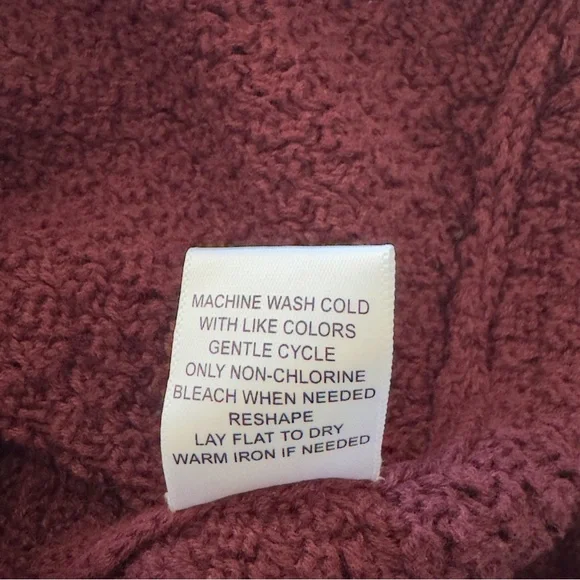 MACHINE WASH COLD
WITH LIKE COLORS
GENTLE CYCLE
ONLY NON-CHLORINE
BLEACH WHEN NEEDED
RESHAPE
LAY FLAT TO DRY
WARM IRON IF NEEDED